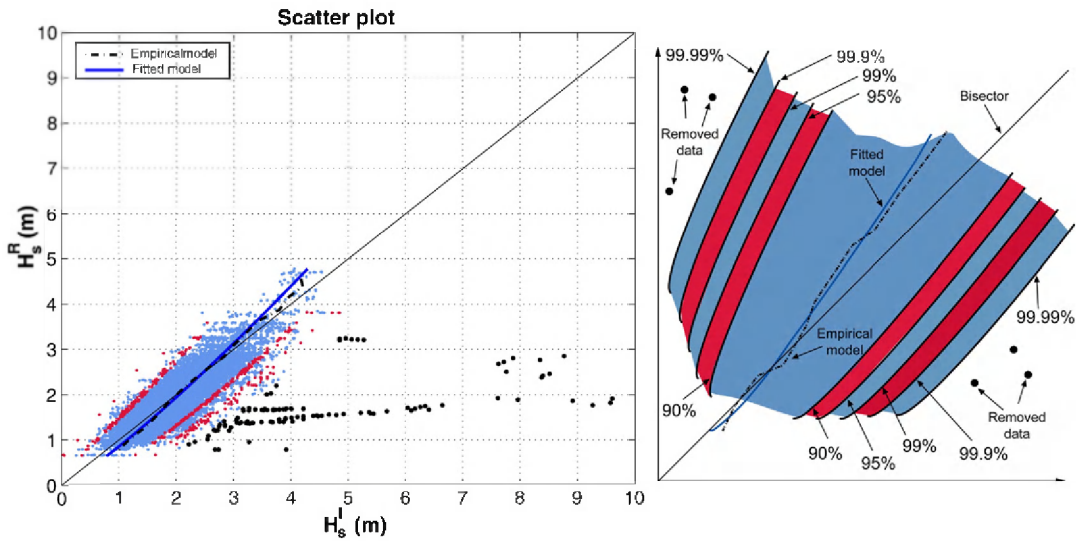 Scatter plot
10
9
8
7
6
5
4
3
2
1
0
H_s^R (m)
Empiricalmodel
Fitted model
0 1 2 3 4 5 6 7 8 9 10
H_s^I (m)
99.99%
99.9%
99%
95%
Bisector
Removed
data
Fitted
model
Empirical
model
99.99%
90%
Removed
data
90%
95%
99%
99.9%